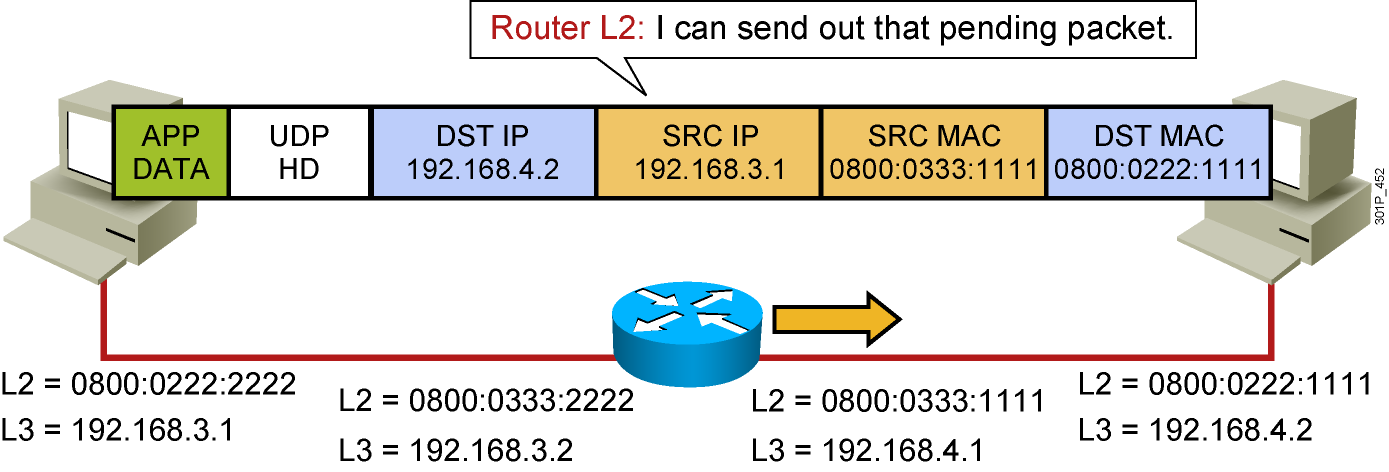 Router L2: I can send out that pending packet.
APP DATA
UDP HD
DST IP
192.168.4.2
SRC IP
192.168.3.1
SRC MAC
0800:0333:1111
DST MAC
0800:0222:1111
301P_452
L2 = 0800:0222:2222
L3 = 192.168.3.1
L2 = 0800:0333:2222
L3 = 192.168.3.2
L2 = 0800:0333:1111
L3 = 192.168.4.1
L2 = 0800:0222:1111
L3 = 192.168.4.2